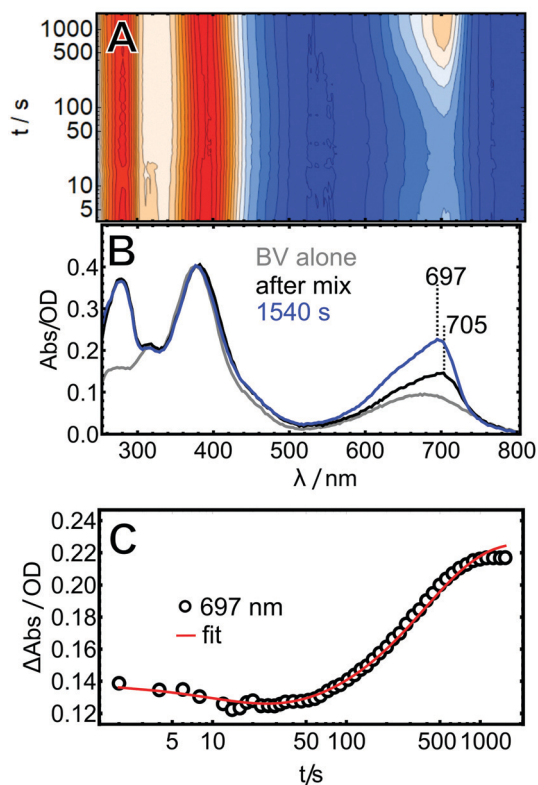 A
1000
500
100
50
10
5
t / s
B
BV alone
after mix
1540 s
697
705
0.4
0.3
0.2
0.1
0.0
Abs/OD
300 400 500 600 700 800
λ / nm
C
0.24
0.22
0.20
0.18
0.16
0.14
0.12
ΔAbs / OD
697 nm
fit
5 10 50 100 500 1000
t/s